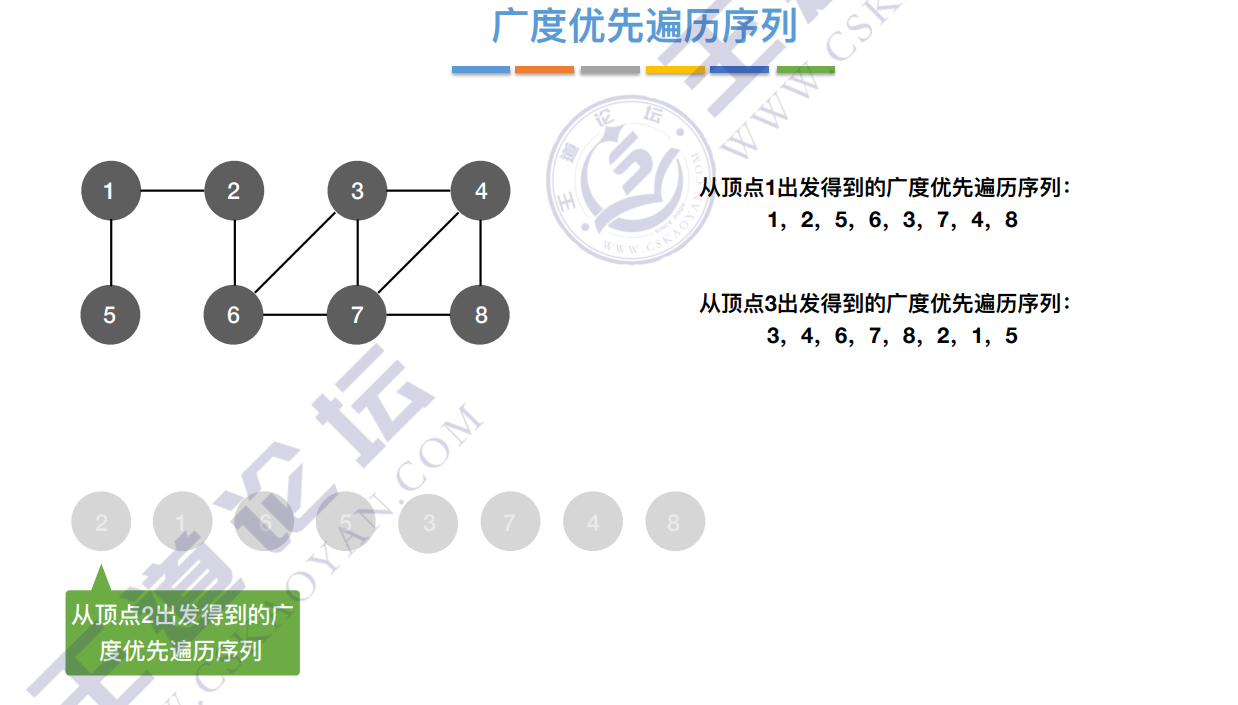 广度优先遍历序列
1 2 3 4
5 6 7 8
从顶点1出发得到的广度优先遍历序列：
1，2，5，6，3，7，4，8
从顶点3出发得到的广度优先遍历序列：
3，4，6，7，8，2，1，5
2 1 6 5 3 7 4 8
从顶点2出发得到的广
度优先遍历序列
王道论坛
WWW.CSKAOYAN.COM